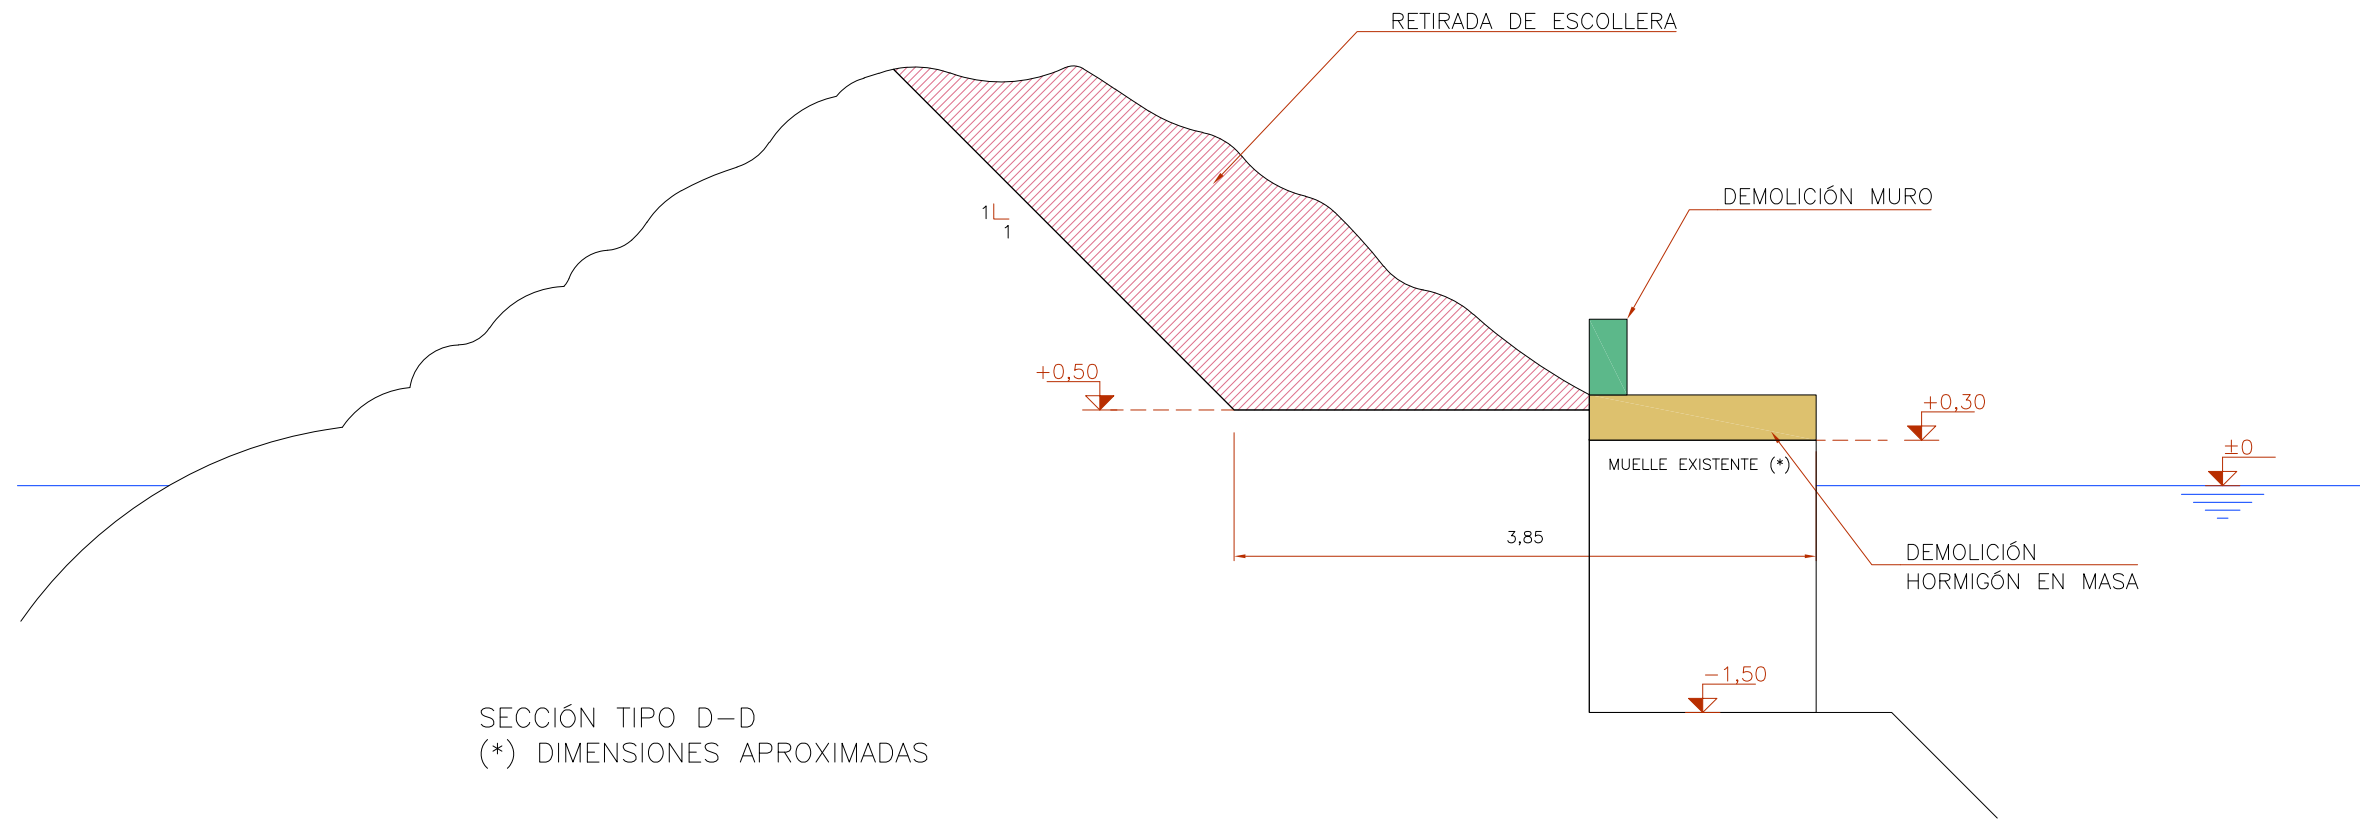 RETIRADA DE ESCOLLERA
DEMOLICIÓN MURO
1
1
+0,50
+0,30
±0
MUELLE EXISTENTE (*)
3,85
DEMOLICIÓN
HORMIGÓN EN MASA
-1,50
SECCIÓN TIPO D-D
(*) DIMENSIONES APROXIMADAS